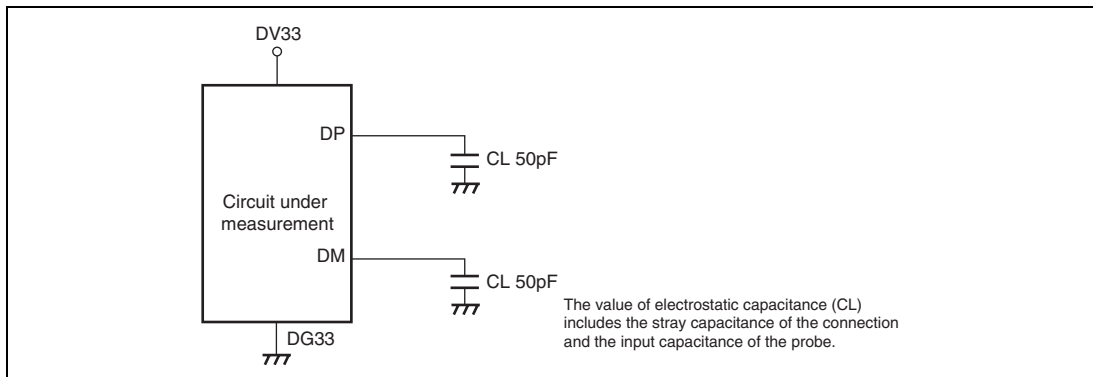 DV33
DP
CL 50pF
Circuit under
measurement
DM
CL 50pF
The value of electrostatic capacitance (CL)
includes the stray capacitance of the connection
and the input capacitance of the probe.
DG33